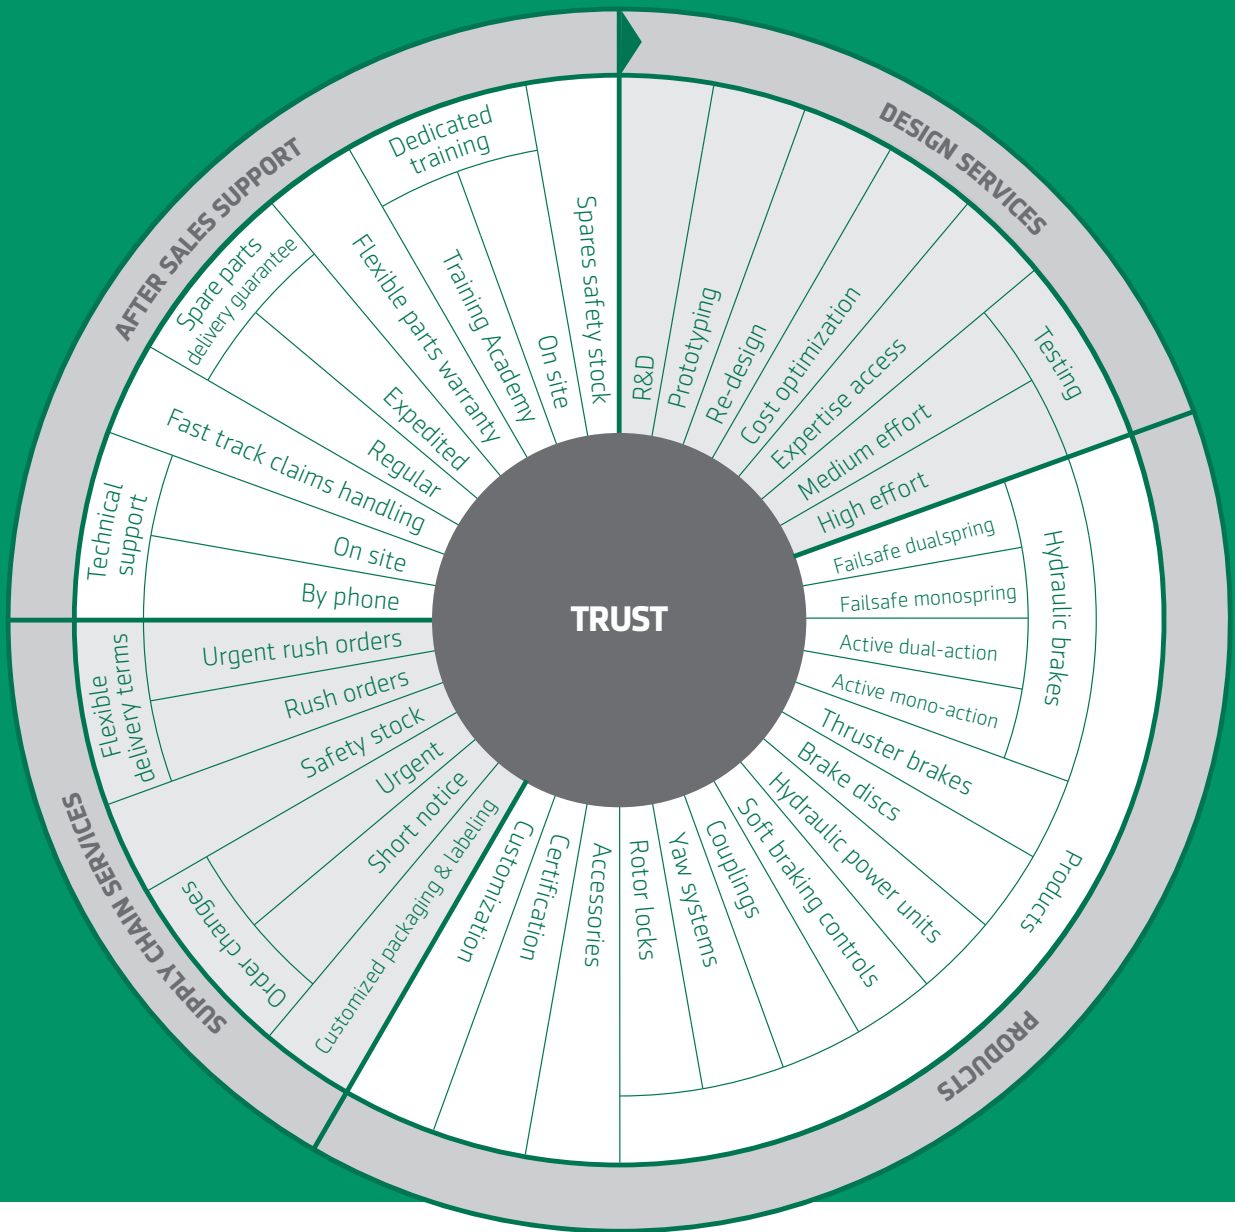 DESIGN SERVICES
R&D
Prototyping
Re-design
Cost optimization
Expertise access
Testing
Medium effort
High effort
PRODUCTS
Products
Hydraulic brakes
Failsafe dualspring
Failsafe monospring
Active dual-action
Active mono-action
Thruster brakes
Brake discs
Hydraulic power units
Soft braking controls
Couplings
Yaw systems
Rotor locks
Accessories
Certification
Customization
SUPPLY CHAIN SERVICES
Customized packaging & labeling
Order changes
Short notice
Urgent
Safety stock
Flexible
delivery terms
Rush orders
Urgent rush orders
AFTER SALES SUPPORT
Technical
support
By phone
On site
Fast track claims handling
Spare parts
delivery guarantee
Regular
Expedited
Flexible parts warranty
Dedicated
training
Training Academy
On site
Spares safety stock
TRUST